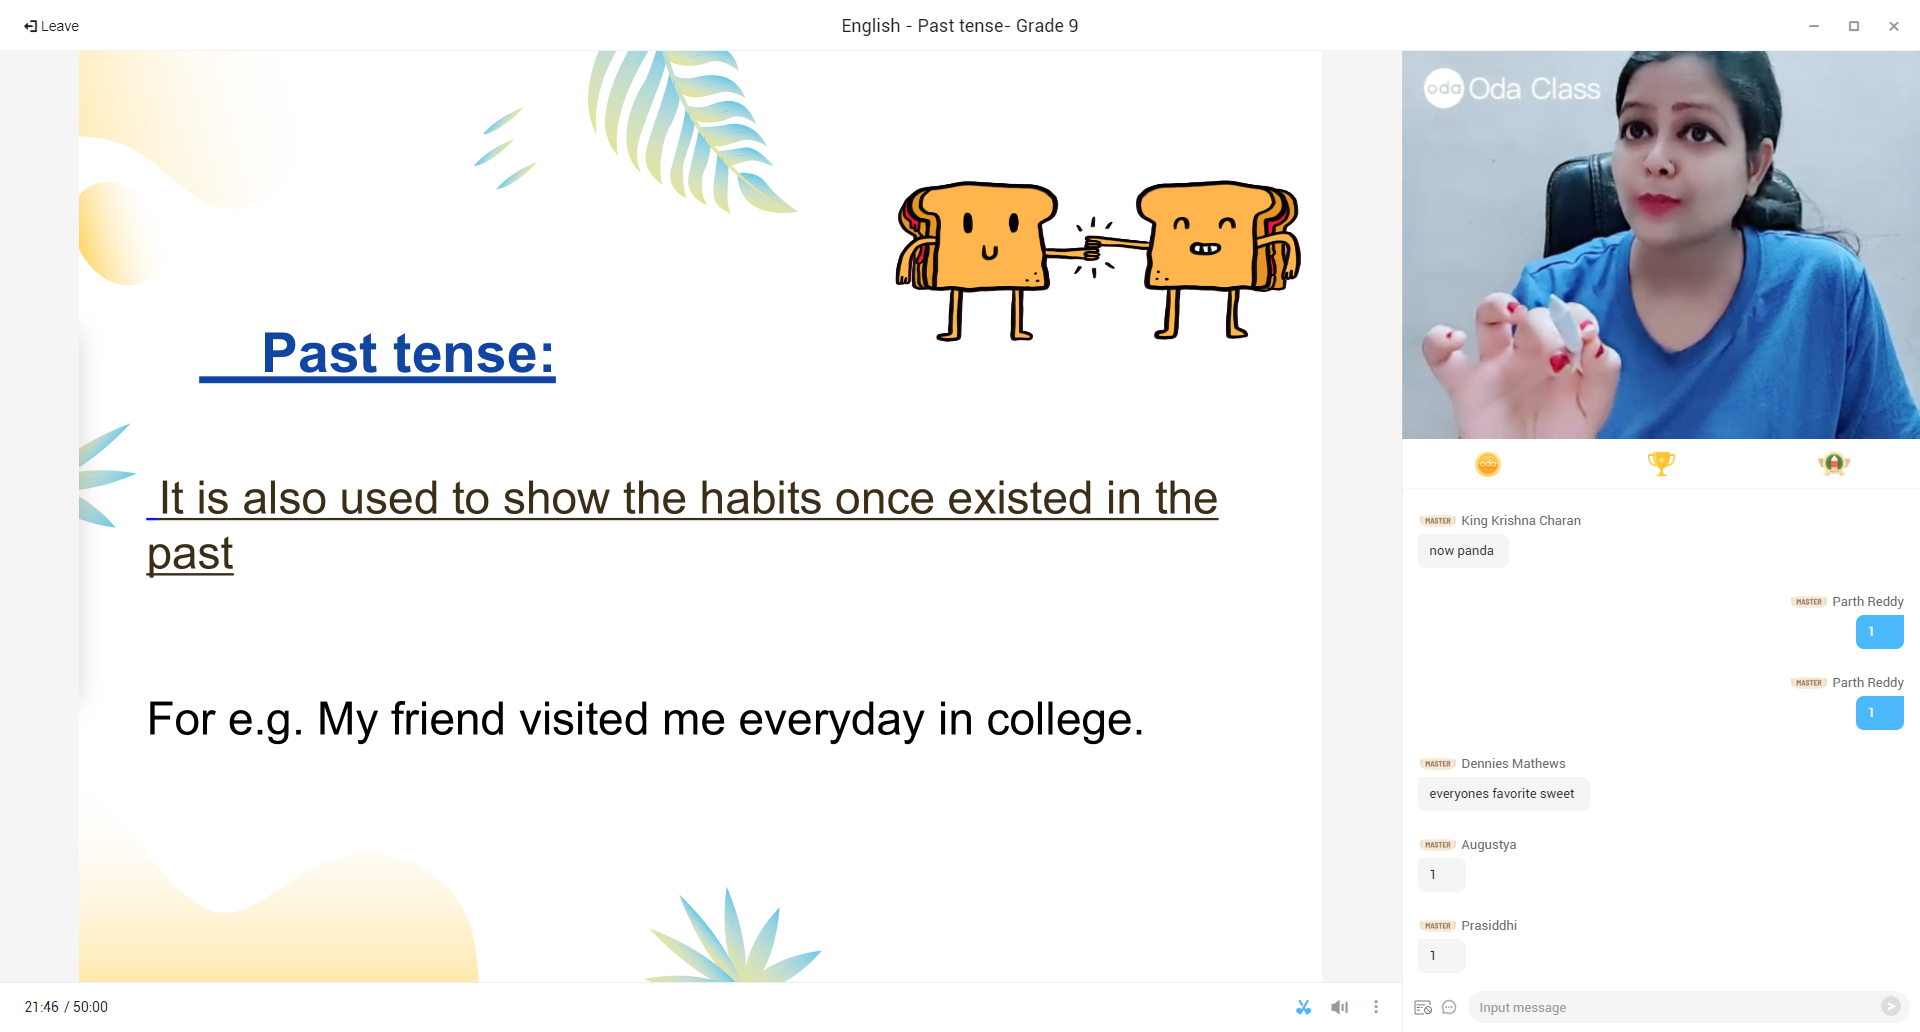 Leave
English - Past tense- Grade 9
oda Oda Class
Past tense:
It is also used to show the habits once existed in the
past
For e.g. My friend visited me everyday in college.
oda
MASTER King Krishna Charan
now panda
MASTER Parth Reddy
1
MASTER Parth Reddy
1
MASTER Dennies Mathews
everyones favorite sweet
MASTER Augustya
1
MASTER Prasiddhi
1
21:46 / 50:00
Input message